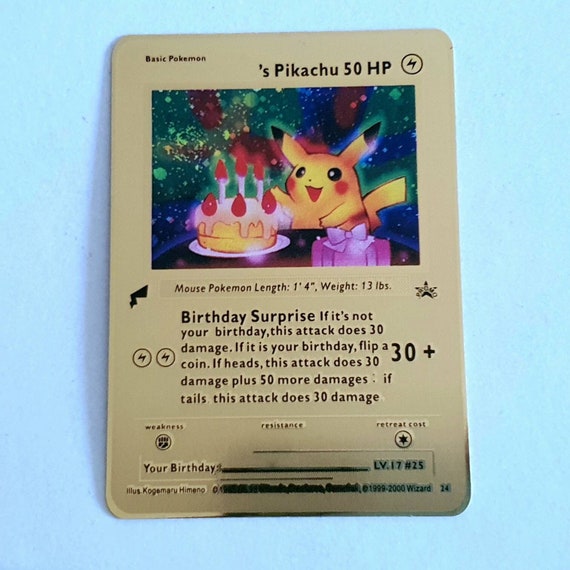 Basic Pokemon
's Pikachu 50 HP
Mouse Pokemon Length: 1' 4", Weight: 13 lbs.
Birthday Surprise If it's not
your birthday,this attack does 30
damage. If it is your birthday, flip a
coin. If heads, this attack does 30
damage plus 50 more damages : if
tails this attack does 30 damage
30 +
weakness resistance retreat cost
Your Birthday
LV.17 #25
Illus. Kogemaru Himeno ©1999-2000 Wizard 24